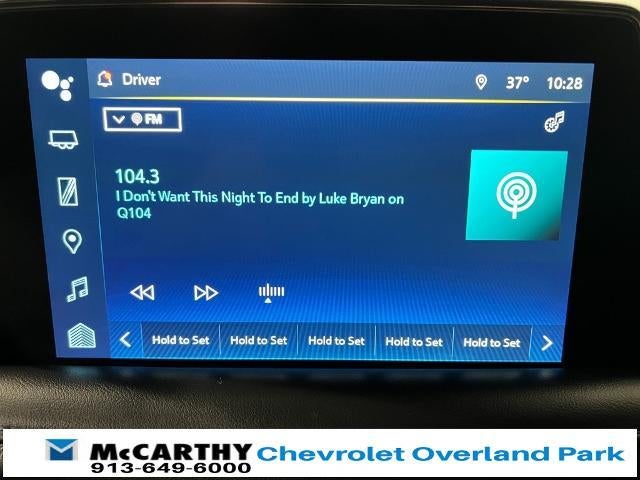 Driver
37° 10:28
FM
104.3
I Don't Want This Night To End by Luke Bryan on
Q104
Hold to Set Hold to Set Hold to Set Hold to Set Hold to Set
McCARTHY Chevrolet Overland Park
913-649-6000